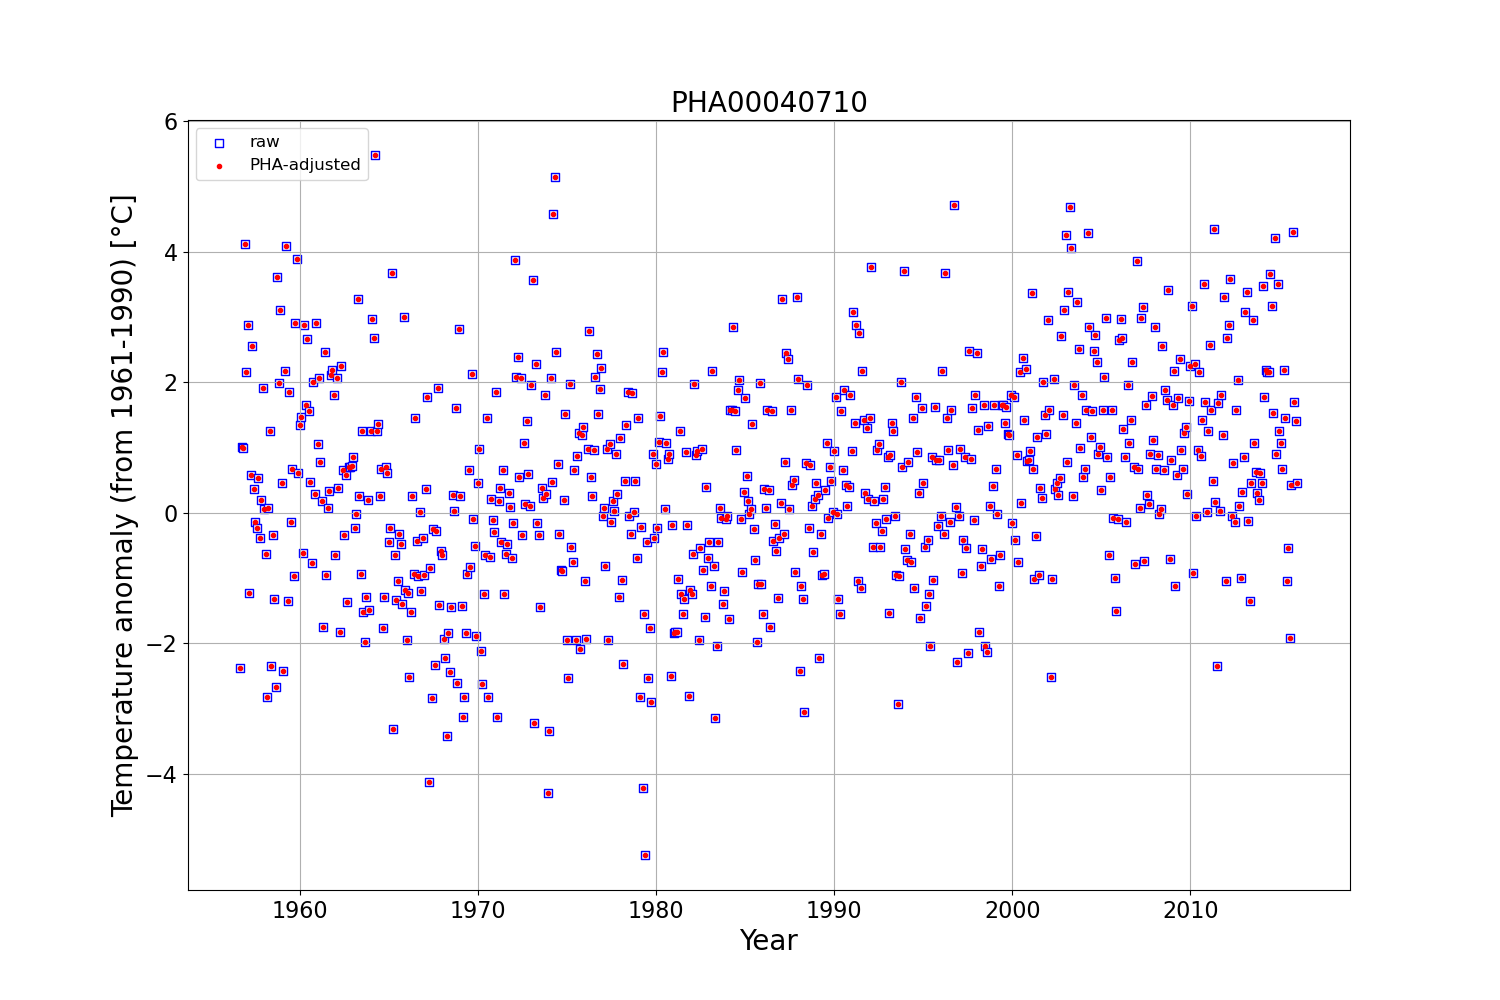 PHA00040710
raw
PHA-adjusted
6
4
2
0
−2
−4
Temperature anomaly (from 1961-1990) [°C]
1960
1970
1980
1990
2000
2010
Year